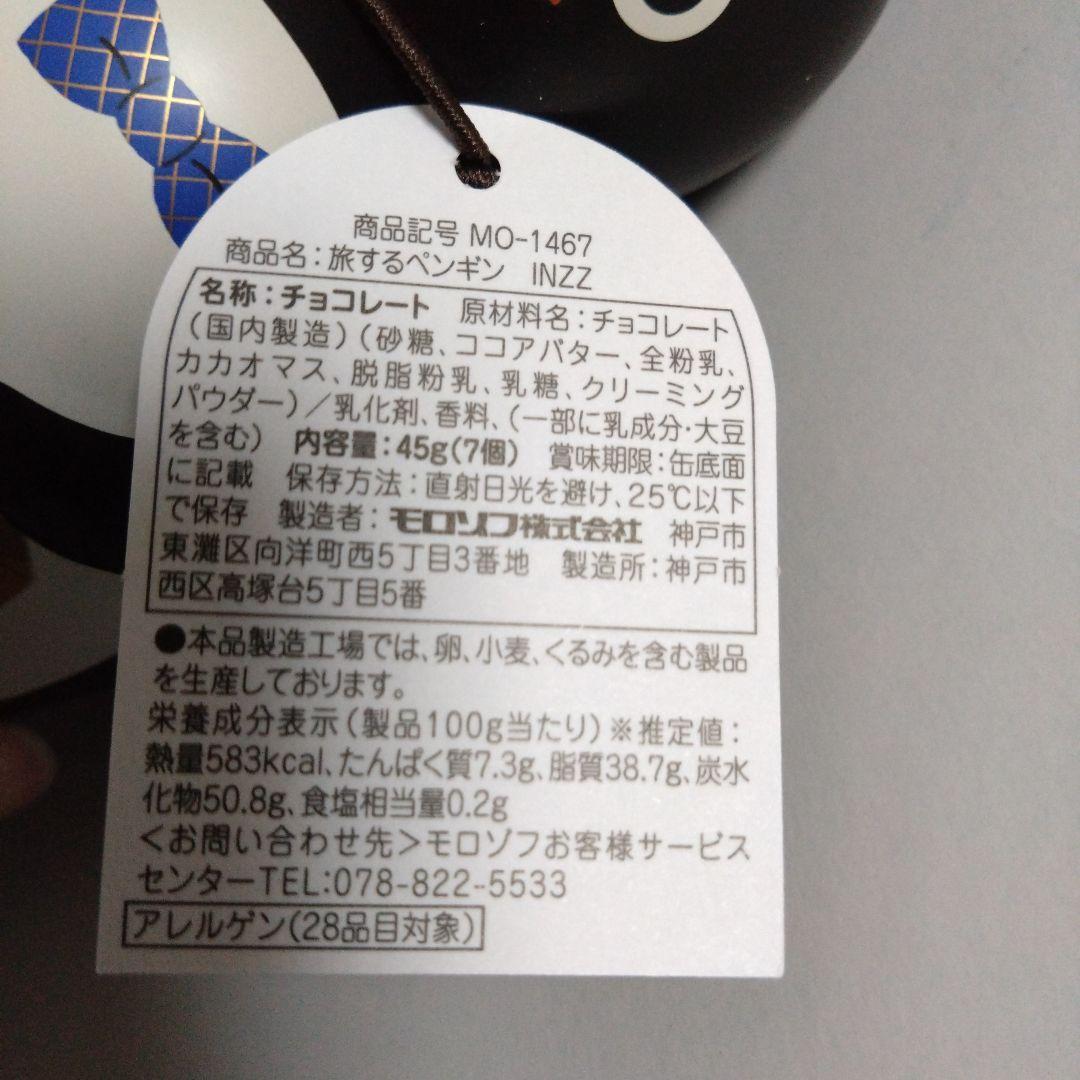 商品記号 MO-1467
商品名：旅するペンギン　INZZ
名称：チョコレート　原材料名：チョコレート
（国内製造）（砂糖、ココアバター、全粉乳、
カカオマス、脱脂粉乳、乳糖、クリーミング
パウダー）／乳化剤、香料、（一部に乳成分・大豆
を含む）　内容量：45g(7個)　賞味期限：缶底面
に記載　保存方法：直射日光を避け、25℃以下
で保存　製造者：モロゾフ株式会社　神戸市
東灘区向洋町西5丁目3番地　製造所：神戸市
西区高塚台5丁目5番
●本品製造工場では、卵、小麦、くるみを含む製品
を生産しております。
栄養成分表示（製品100g当たり）※推定値：
熱量583kcal、たんぱく質7.3g、脂質38.7g、炭水
化物50.8g、食塩相当量0.2g
＜お問い合わせ先＞モロゾフお客様サービス
センターTEL:078-822-5533
アレルゲン(28品目対象)